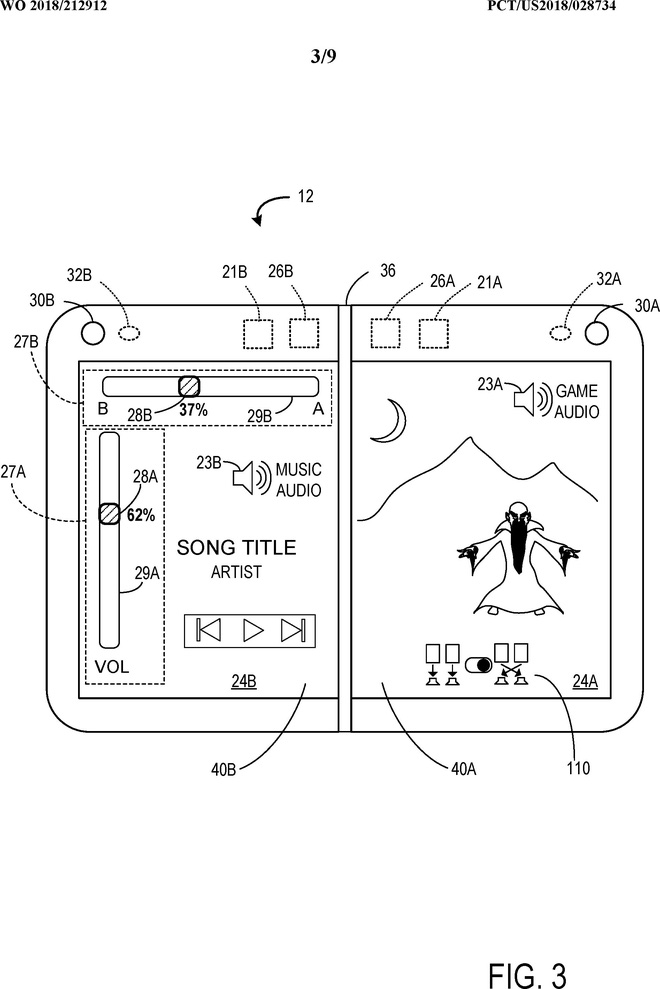 WO 2018/212912 PCT/US2018/028734
3/9
12
32B 21B 26B 36 26A 21A 32A
30B 30A
27B
B 28B 37% 29B A
23A GAME
AUDIO
27A
28A
62%
23B MUSIC
AUDIO
SONG TITLE
ARTIST
29A
VOL
24B 24A
40B 40A 110
FIG. 3